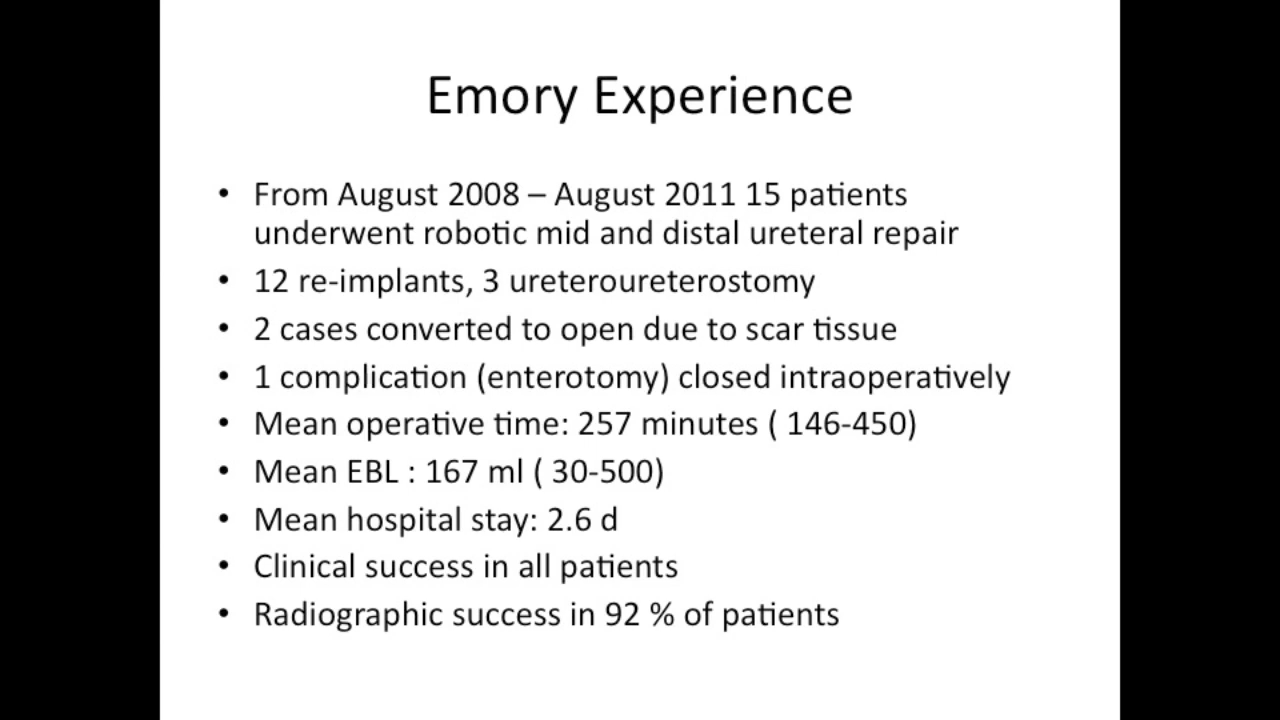 Emory Experience
• From August 2008 – August 2011 15 patients
underwent robotic mid and distal ureteral repair
• 12 re-implants, 3 ureteroureterostomy
• 2 cases converted to open due to scar tissue
• 1 complication (enterotomy) closed intraoperatively
• Mean operative time: 257 minutes ( 146-450)
• Mean EBL : 167 ml ( 30-500)
• Mean hospital stay: 2.6 d
• Clinical success in all patients
• Radiographic success in 92 % of patients